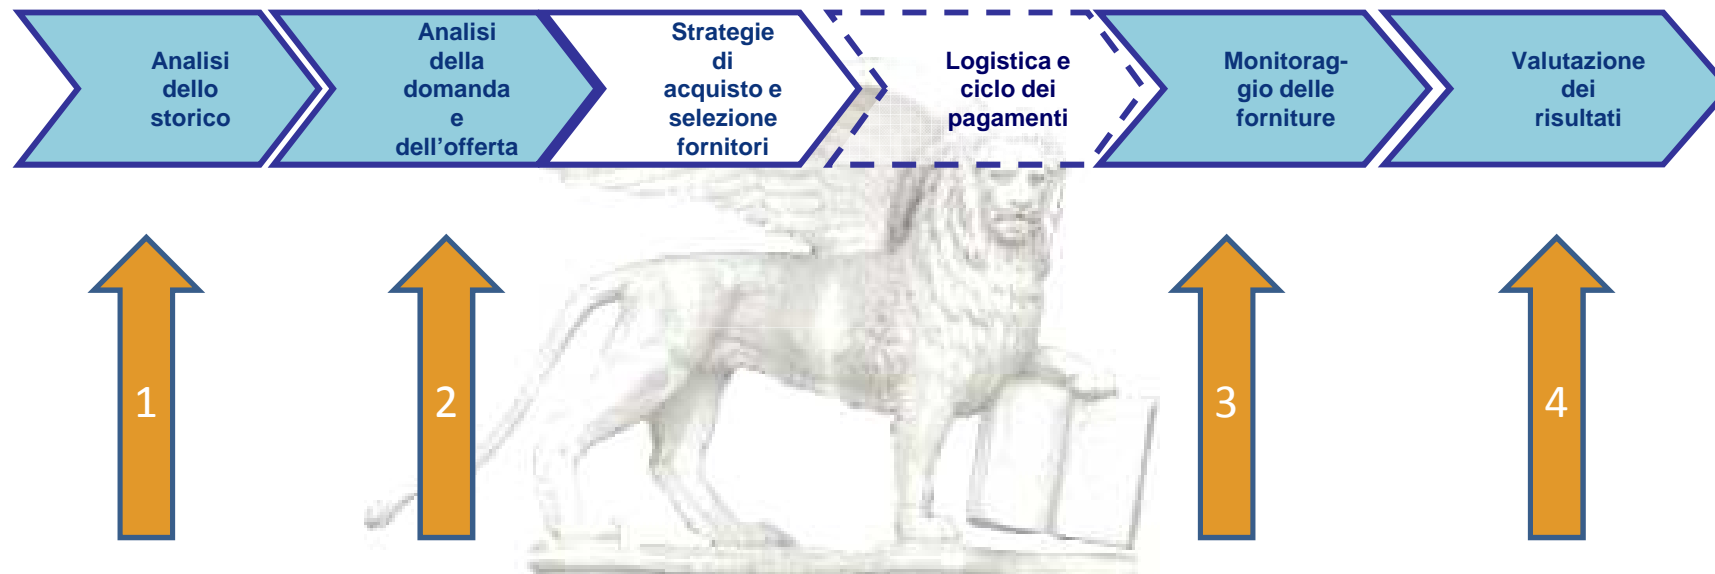 Analisi
dello
storico
Analisi
della
domanda
e
dell’offerta
Strategie
di
acquisto e
selezione
fornitori
Logistica e
ciclo dei
pagamenti
Monitorag-
gio delle
forniture
Valutazione
dei
risultati
1
2
3
4